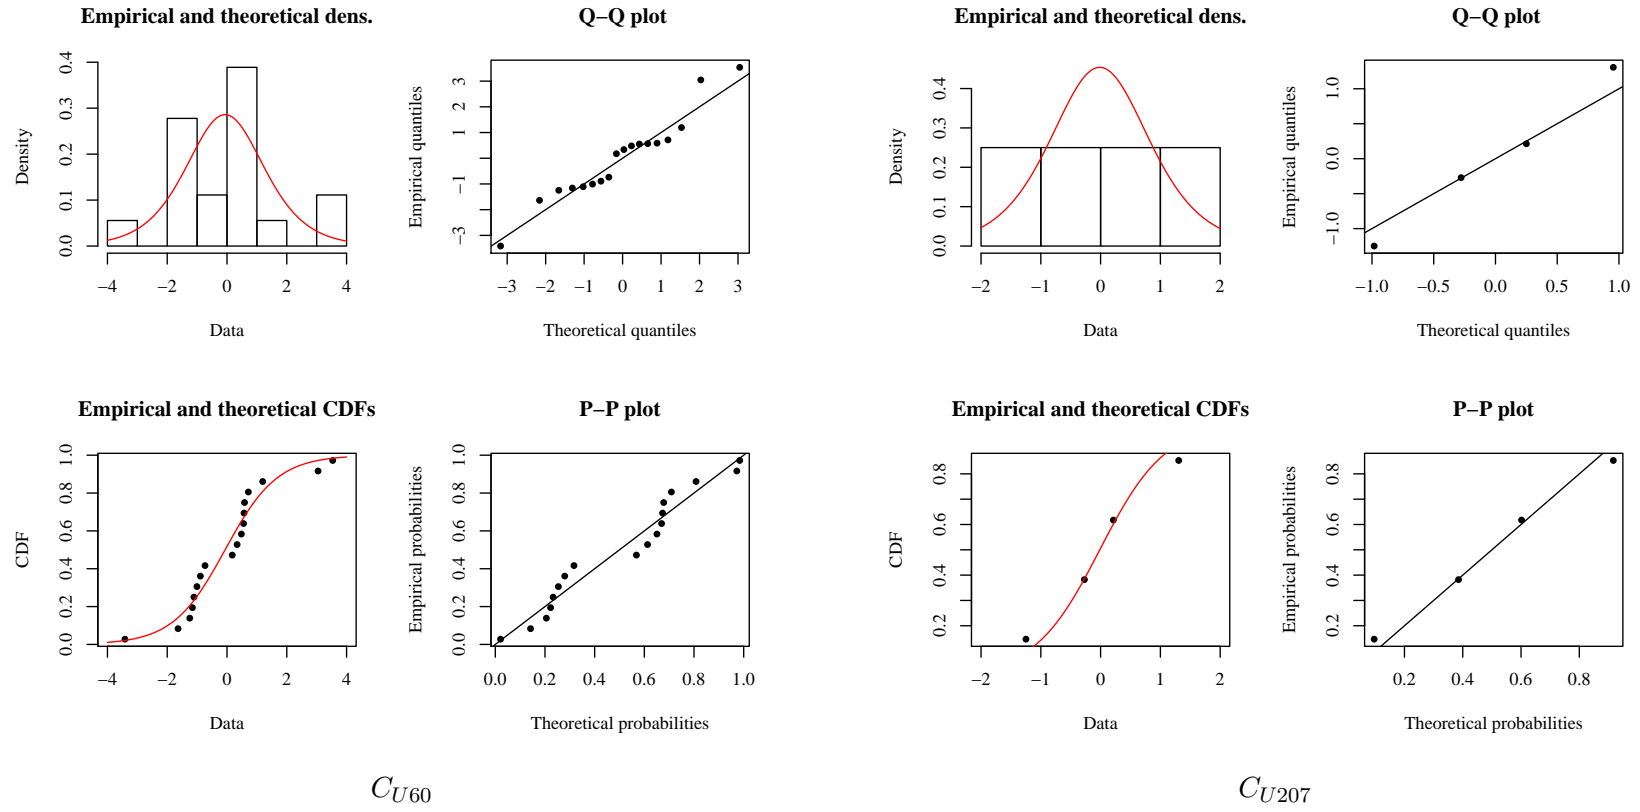 Empirical and theoretical dens.
Density
0.0 0.1 0.2 0.3 0.4
−4 −2 0 2 4
Data
Q−Q plot
Empirical quantiles
−3 −1 1 2 3
−3 −2 −1 0 1 2 3
Theoretical quantiles
Empirical and theoretical CDFs
CDF
0.0 0.2 0.4 0.6 0.8 1.0
−4 −2 0 2 4
Data
P−P plot
Empirical probabilities
0.0 0.2 0.4 0.6 0.8 1.0
0.0 0.2 0.4 0.6 0.8 1.0
Theoretical probabilities
C_{U60}
Empirical and theoretical dens.
Density
0.0 0.1 0.2 0.3 0.4
−2 −1 0 1 2
Data
Q−Q plot
Empirical quantiles
−1.0 0.0 1.0
−1.0 −0.5 0.0 0.5 1.0
Theoretical quantiles
Empirical and theoretical CDFs
CDF
0.2 0.4 0.6 0.8
−2 −1 0 1 2
Data
P−P plot
Empirical probabilities
0.2 0.4 0.6 0.8
0.2 0.4 0.6 0.8
Theoretical probabilities
C_{U207}